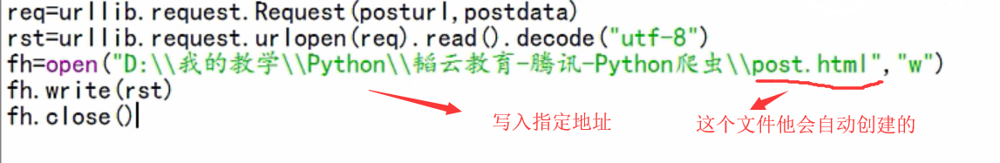 req=urllib.request.Request(posturl,postdata)
rst=urllib.request.urlopen(req).read().decode("utf-8")
fh=open("D:\\我的教学\\Python\\韬云教育-腾讯-Python爬虫\\post.html","w")
fh.write(rst)
fh.close()
写入指定地址
这个文件他会自动创建的